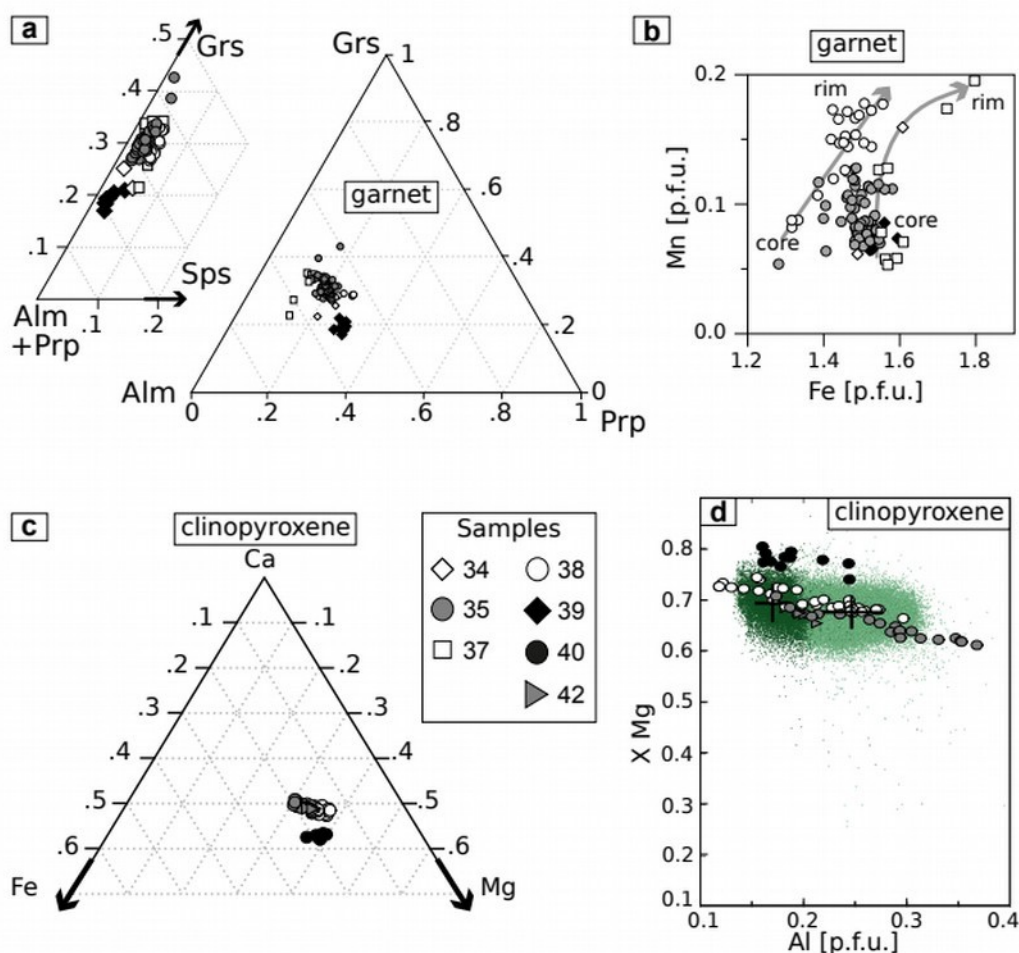 a
.5
Grs
.4
.3
.2
.1
Sps
Alm
+Prp
.1
.2
Grs
1
.8
garnet
.6
.4
.2
Alm
0
0
.2
.4
.6
.8
1
Prp
b
garnet
0.2
rim
rim
Mn [p.f.u.]
0.1
core
core
0.0
1.2
1.4
1.6
1.8
Fe [p.f.u.]
c
clinopyroxene
Ca
.1
.1
.2
.2
.3
.3
.4
.4
.5
.5
.6
.6
Fe
Mg
Samples
34
38
35
39
37
40
42
d
clinopyroxene
0.8
0.7
0.6
X Mg
0.5
0.4
0.3
0.2
0.1
0.1
0.2
0.3
0.4
Al [p.f.u.]